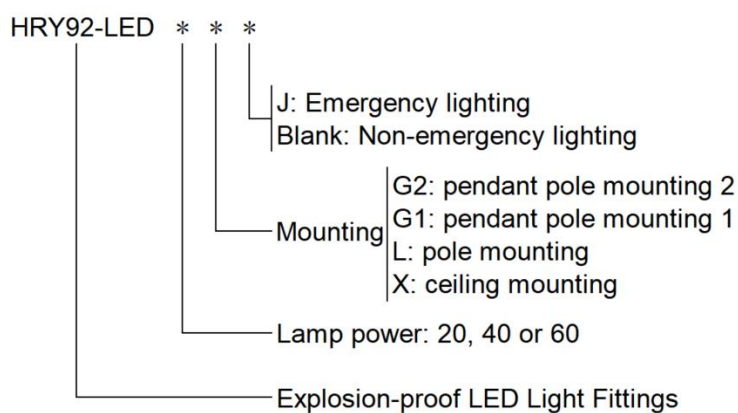 HRY92-LED * * *
J: Emergency lighting
Blank: Non-emergency lighting
G2: pendant pole mounting 2
G1: pendant pole mounting 1
Mounting
L: pole mounting
X: ceiling mounting
Lamp power: 20, 40 or 60
Explosion-proof LED Light Fittings